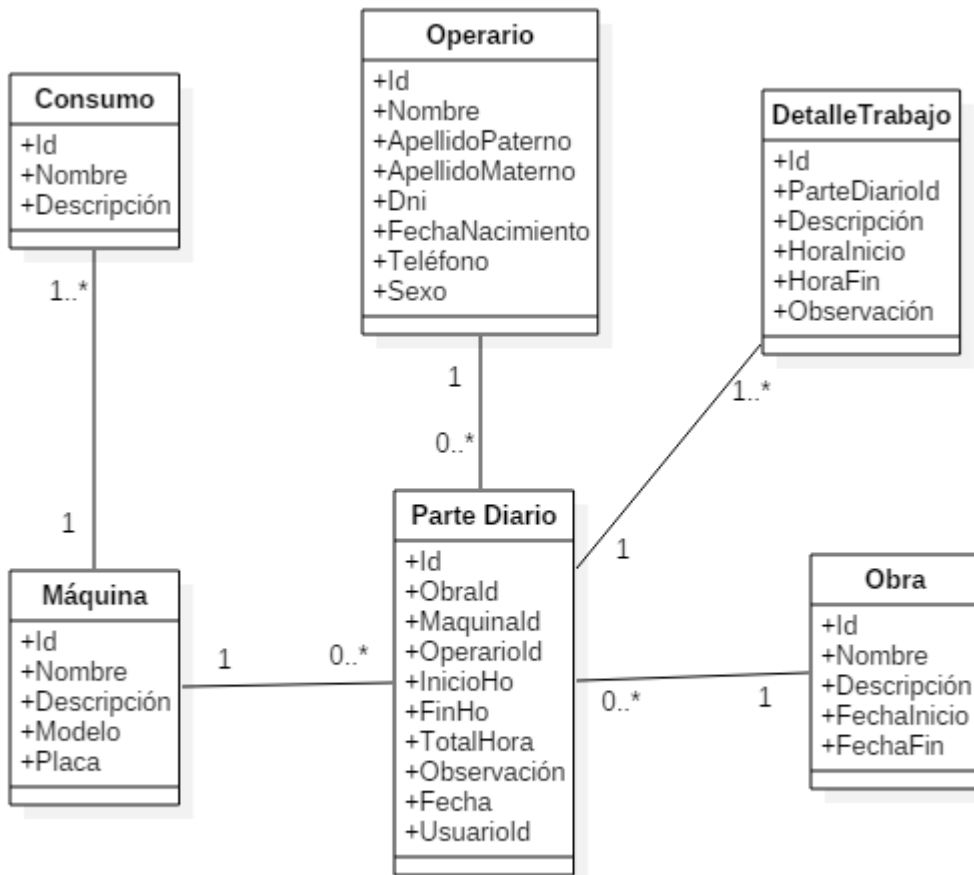 Operario
+Id
+Nombre
+ApellidoPaterno
+ApellidoMaterno
+Dni
+FechaNacimiento
+Teléfono
+Sexo
Consumo
+Id
+Nombre
+Descripción
DetalleTrabajo
+Id
+ParteDiarioId
+Descripción
+HoraInicio
+HoraFin
+Observación
1..*
1
0..*
1..*
1
1
Parte Diario
+Id
+ObraId
+MaquinaId
+OperarioId
+InicioHo
+FinHo
+TotalHora
+Observación
+Fecha
+UsuarioId
Máquina
+Id
+Nombre
+Descripción
+Modelo
+Placa
1
0..*
0..*
1
Obra
+Id
+Nombre
+Descripción
+FechaInicio
+FechaFin